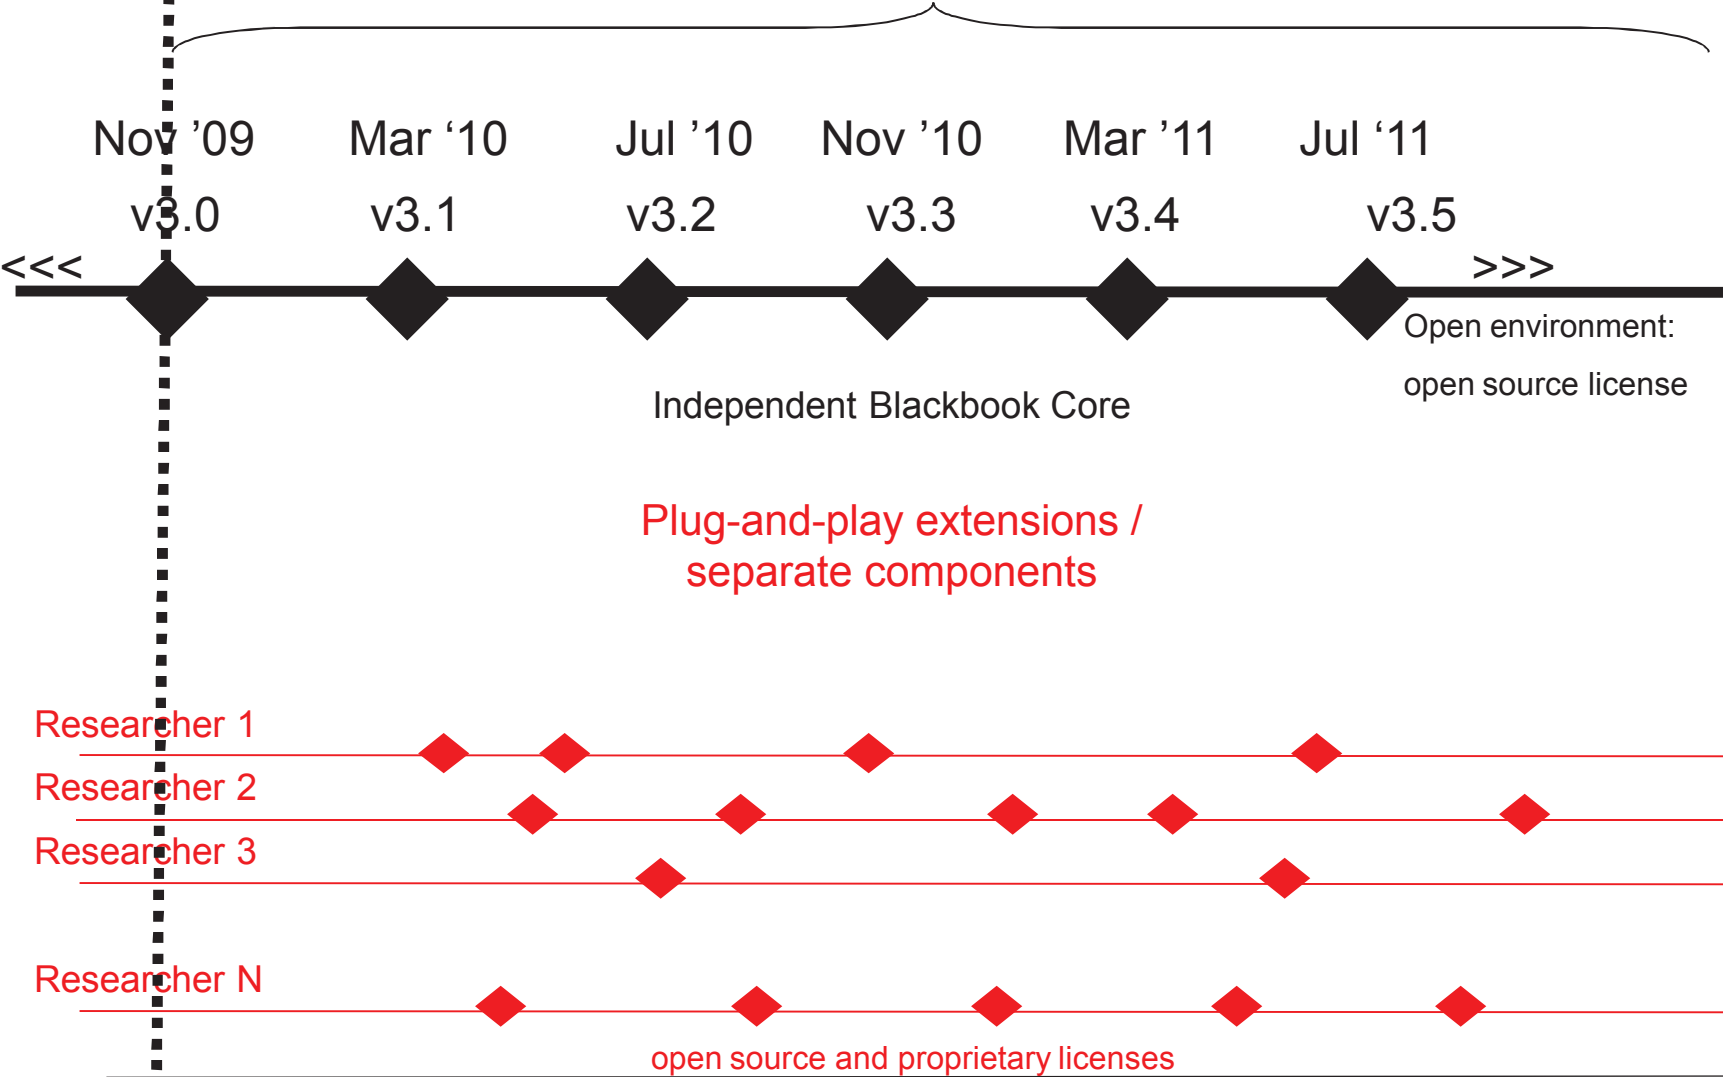 Nov ’09 Mar ‘10 Jul ’10 Nov ’10 Mar ’11 Jul ‘11
v3.0 v3.1 v3.2 v3.3 v3.4 v3.5
<<< >>>
Open environment:
open source license
Independent Blackbook Core
Plug-and-play extensions /
separate components
Researcher 1
Researcher 2
Researcher 3
Researcher N
open source and proprietary licenses